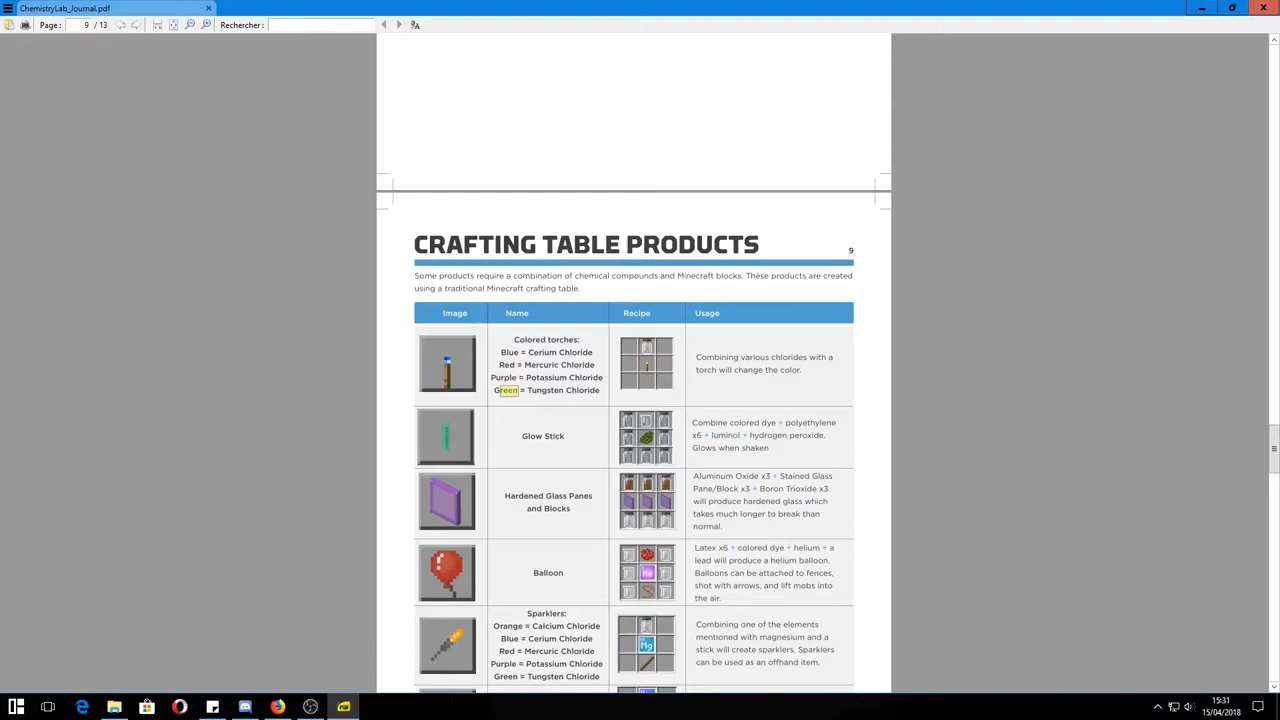 ChemistryLab_Journal.pdf
Page : 9 / 13
Rechercher :
CRAFTING TABLE PRODUCTS
9
Some products require a combination of chemical compounds and Minecraft blocks. These products are created
using a traditional Minecraft crafting table.
Image Name Recipe Usage
Colored torches:
Blue = Cerium Chloride
Red = Mercuric Chloride
Purple = Potassium Chloride
Green = Tungsten Chloride
Combining various chlorides with a
torch will change the color.
Glow Stick
Combine colored dye + polyethylene
x6 + luminol + hydrogen peroxide.
Glows when shaken
Hardened Glass Panes
and Blocks
Aluminum Oxide x3 + Stained Glass
Pane/Block x3 + Boron Trioxide x3
will produce hardened glass which
takes much longer to break than
normal.
Balloon
He
Latex x6 + colored dye + helium + a
lead will produce a helium balloon.
Balloons can be attached to fences,
shot with arrows, and lift mobs into
the air.
Sparklers:
Orange = Calcium Chloride
Blue = Cerium Chloride
Red = Mercuric Chloride
Purple = Potassium Chloride
Green = Tungsten Chloride
Mg
Combining one of the elements
mentioned with magnesium and a
stick will create sparklers. Sparklers
can be used as an offhand item.
15:31
15/04/2018